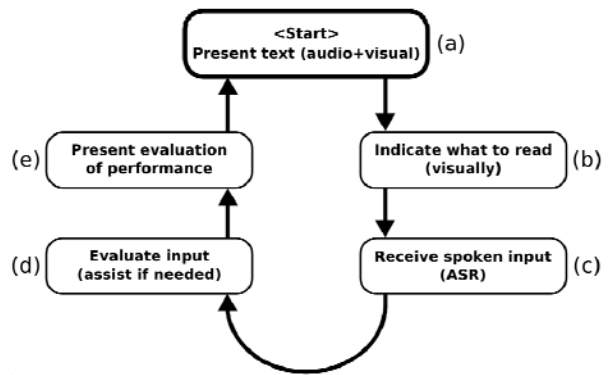 <Start>
Present text (audio+visual)
(a)
Indicate what to read
(visually)
(b)
Receive spoken input
(ASR)
(c)
Evaluate input
(assist if needed)
(d)
Present evaluation
of performance
(e)